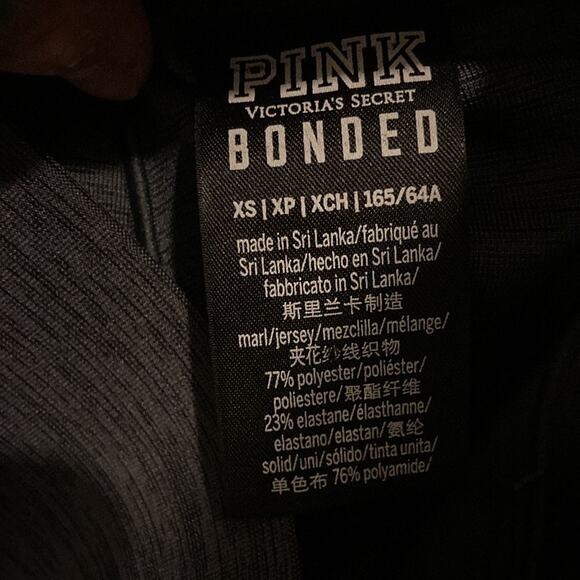 PINK
VICTORIA'S SECRET
BONDED
XS | XP | XCH | 165/64A
made in Sri Lanka/fabriqué au
Sri Lanka/hecho en Sri Lanka/
fabbricato in Sri Lanka/
斯里兰卡制造
marl/jersey/mezclilla/mélange/
夹花纱线织物
77% polyester/poliéster/
poliestere/聚酯纤维
23% elastane/élasthanne/
elastano/elastan/氨纶
solid/uni/sólido/tinta unita/
单色布 76% polyamide/